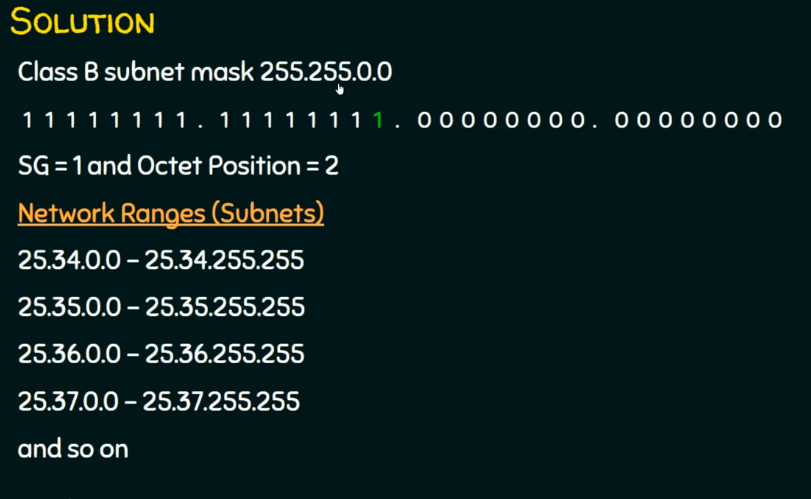 SOLUTION
Class B subnet mask 255.255.0.0
1 1 1 1 1 1 1 1 . 1 1 1 1 1 1 1 1 . 0 0 0 0 0 0 0 0 . 0 0 0 0 0 0 0 0
SG = 1 and Octet Position = 2
Network Ranges (Subnets)
25.34.0.0 – 25.34.255.255
25.35.0.0 – 25.35.255.255
25.36.0.0 – 25.36.255.255
25.37.0.0 – 25.37.255.255
and so on